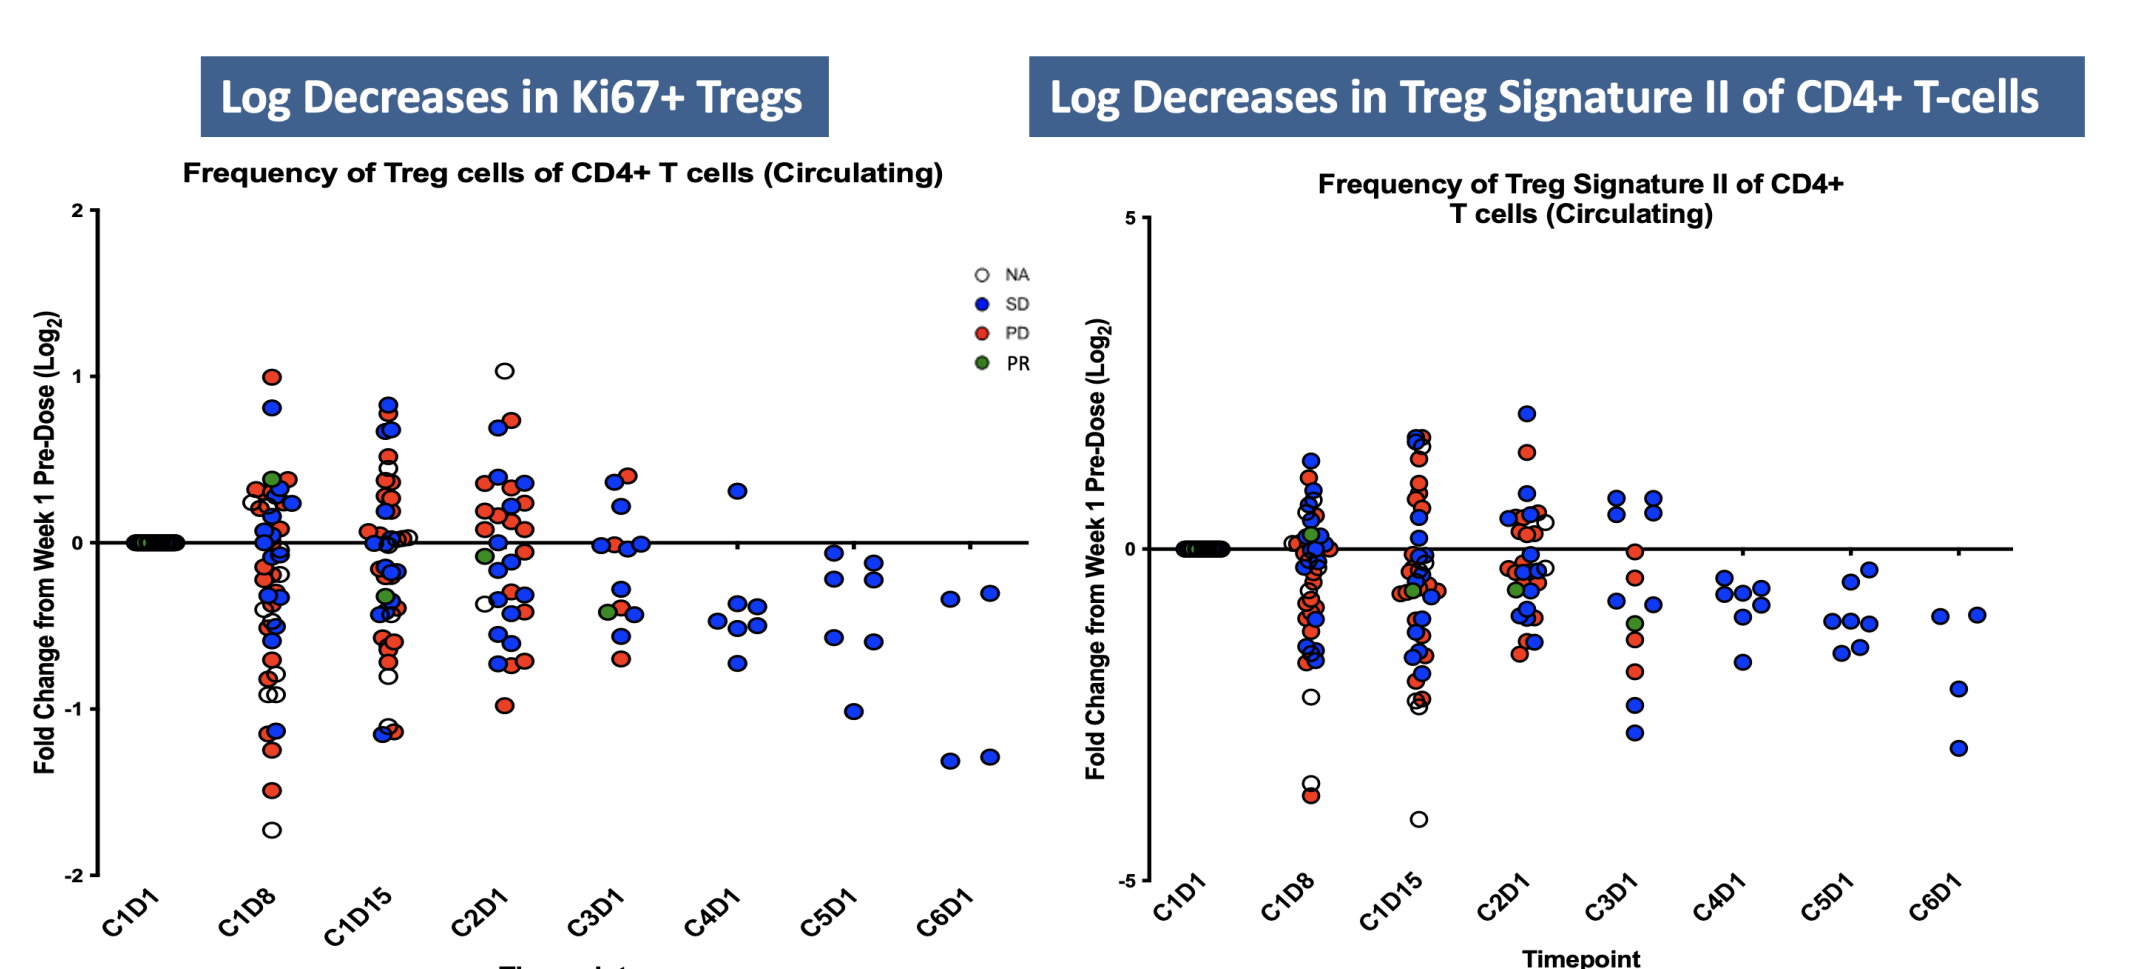 Log Decreases in Ki67+ Tregs
Frequency of Treg cells of CD4+ T cells (Circulating)
Fold Change from Week 1 Pre-Dose (Log2)
2
1
0
-1
-2
NA
SD
PD
PR
C1D1
C1D8
C1D15
C2D1
C3D1
C4D1
C5D1
C6D1
Log Decreases in Treg Signature II of CD4+ T-cells
Frequency of Treg Signature II of CD4+
T cells (Circulating)
Fold Change from Week 1 Pre-Dose (Log2)
5
0
-5
C1D1
C1D8
C1D15
C2D1
C3D1
C4D1
C5D1
C6D1
Timepoint